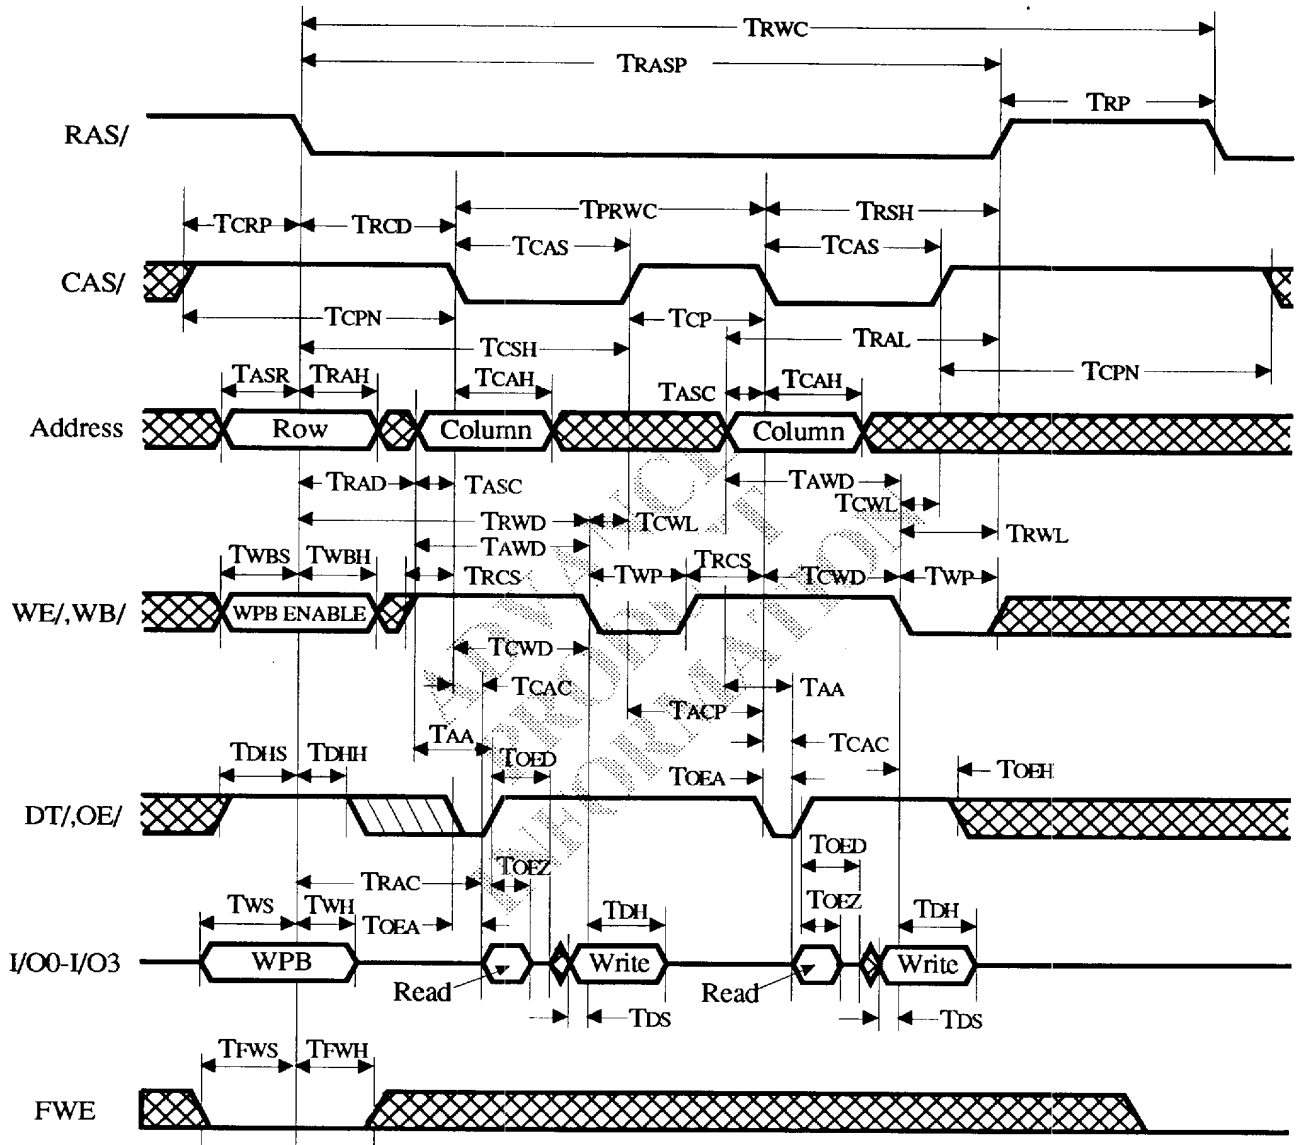 TRWC
TRASP
TRP
RAS/
TPRWC TRSH
TCRP TRCD
TCAS TCAS
CAS/
TCPN TCP
TRAL
TCSH
TCPN
TASR TRAH TCAH TASC TCAH
Address Row Column Column
TRAD TASC TAWD
TCWL
TRWD TCWL TRWL
TAWD
TWBS TWBH TRCS TWP TRCS TCWD TWP
WE/,WB/ WPB ENABLE
TCWD
TCAC TAA
TACP
TAA
TDHS TDHH TOED TCAC
TOEA TOEH
DT/,OE/
TOED
TOEZ
TRAC
TOEZ
TWS TWH TOEA TDH TDH
I/O0-I/O3 WPB Write Write
Read Read
TDS TDS
TFWS TFWH
FWE
ADVANCE
PRODUCT
INFORMATION